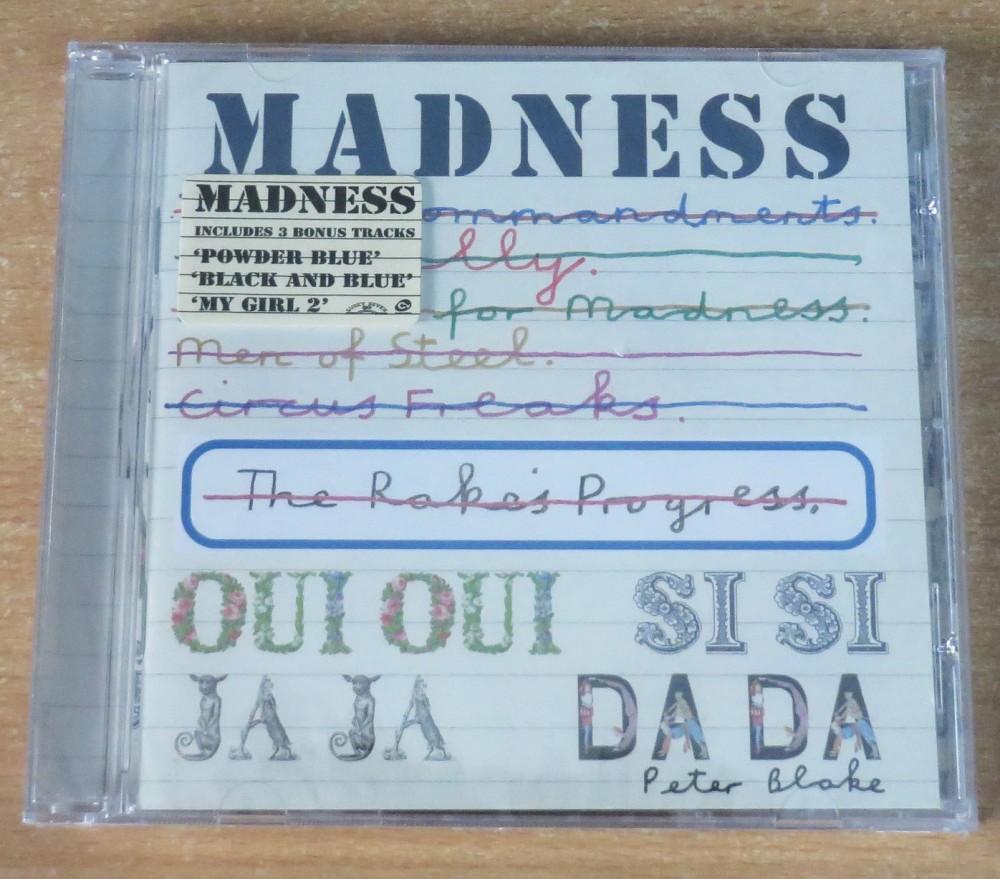 MADNESS
MADNESS
INCLUDES 3 BONUS TRACKS
'POWDER BLUE'
'BLACK AND BLUE'
'MY GIRL 2'
ommandments.
lly.
for Madness.
Men of Steel.
Circus Freaks.
The Rake's Progress.
OUI OUI SI SI
JA JA DA DA
Peter Blake